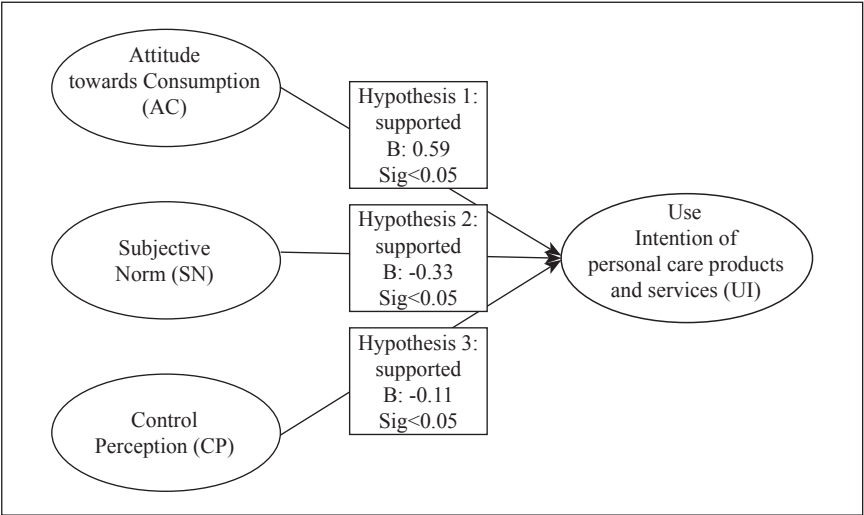 Attitude
towards Consumption
(AC)
Hypothesis 1:
supported
B: 0.59
Sig<0.05
Subjective
Norm (SN)
Hypothesis 2:
supported
B: -0.33
Sig<0.05
Use
Intention of
personal care products
and services (UI)
Control
Perception (CP)
Hypothesis 3:
supported
B: -0.11
Sig<0.05